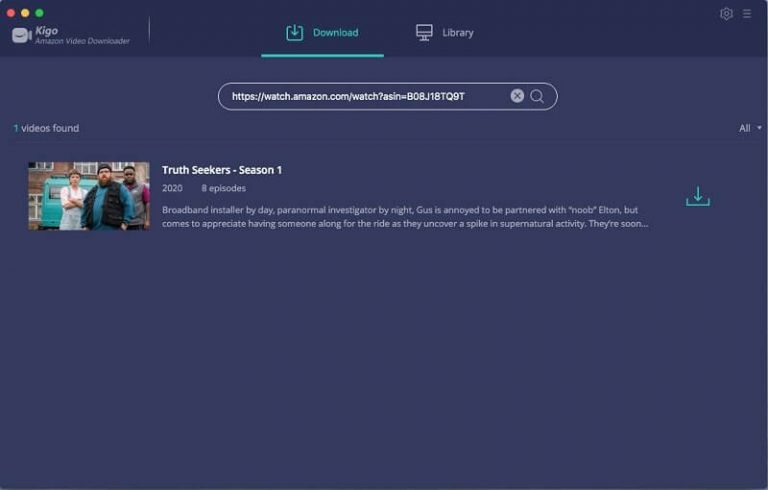 Kigo
Amazon Video Downloader
Download
Library
https://watch.amazon.com/watch?asin=B08J18TQ9T
1 videos found
All
Truth Seekers - Season 1
2020 8 episodes
Broadband installer by day, paranormal investigator by night, Gus is annoyed to be partnered with “noob” Elton, but
comes to appreciate having someone along for the ride as they uncover a spike in supernatural activity. They’re soon...